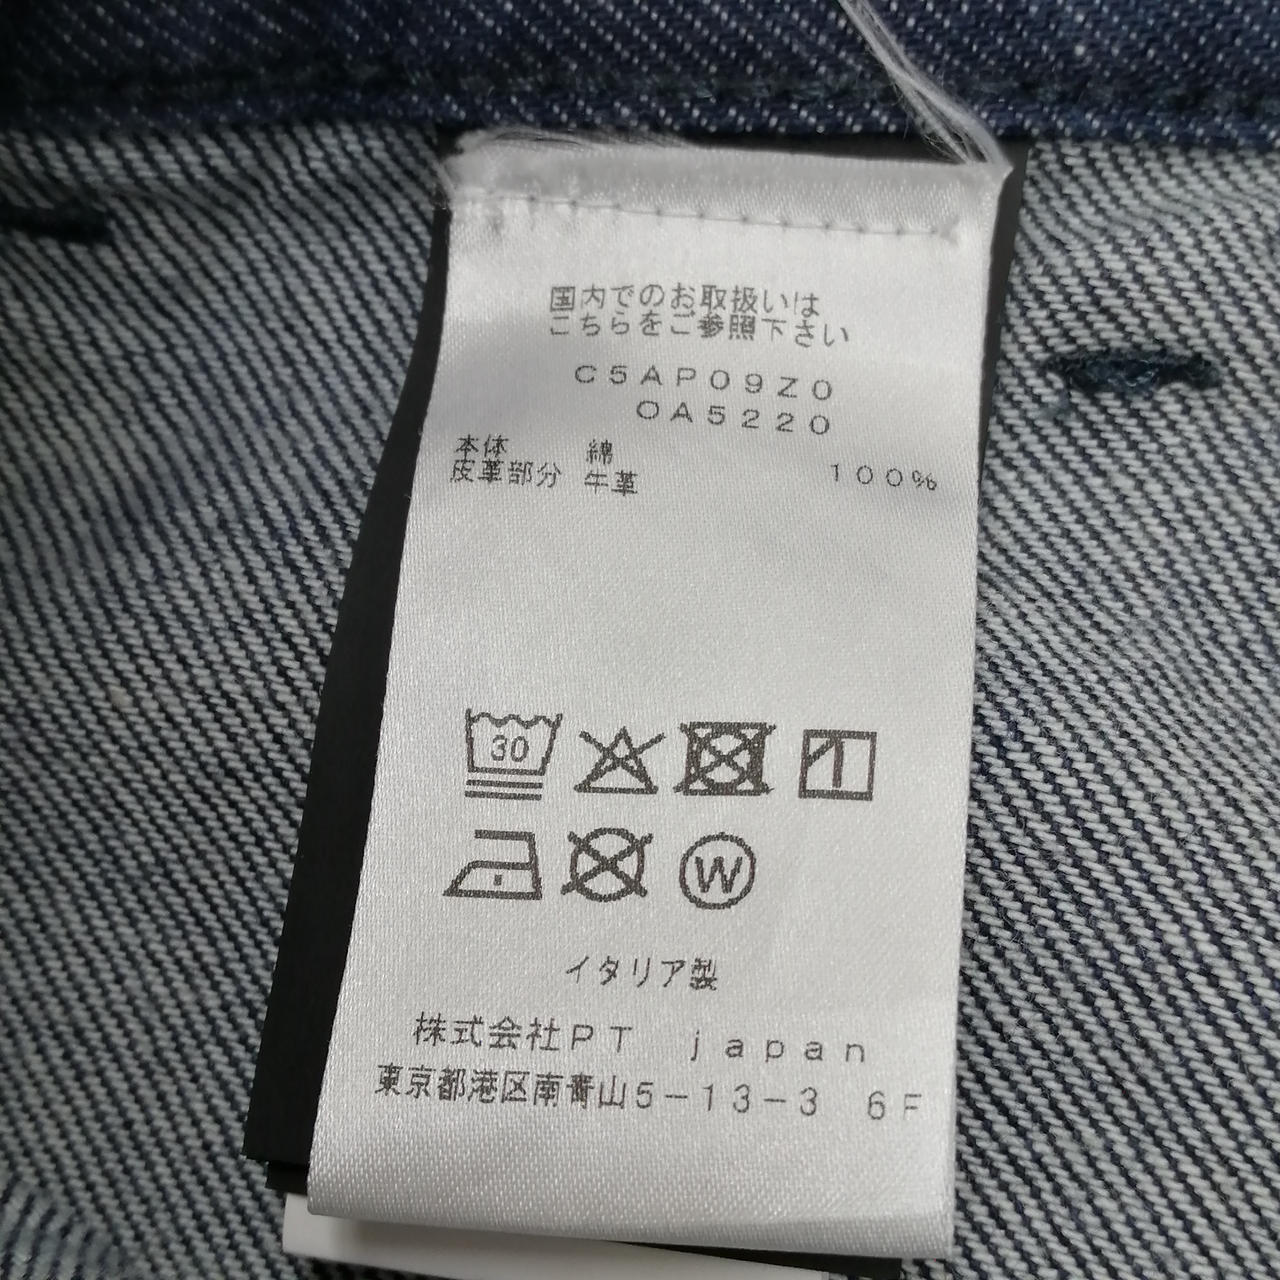 国内でのお取扱いは
こちらをご参照下さい
C5AP09Z0
OA5220
本体 綿 100%
皮革部分 牛革
30
W
イタリア製
株式会社PT japan
東京都港区南青山5-13-3 6F